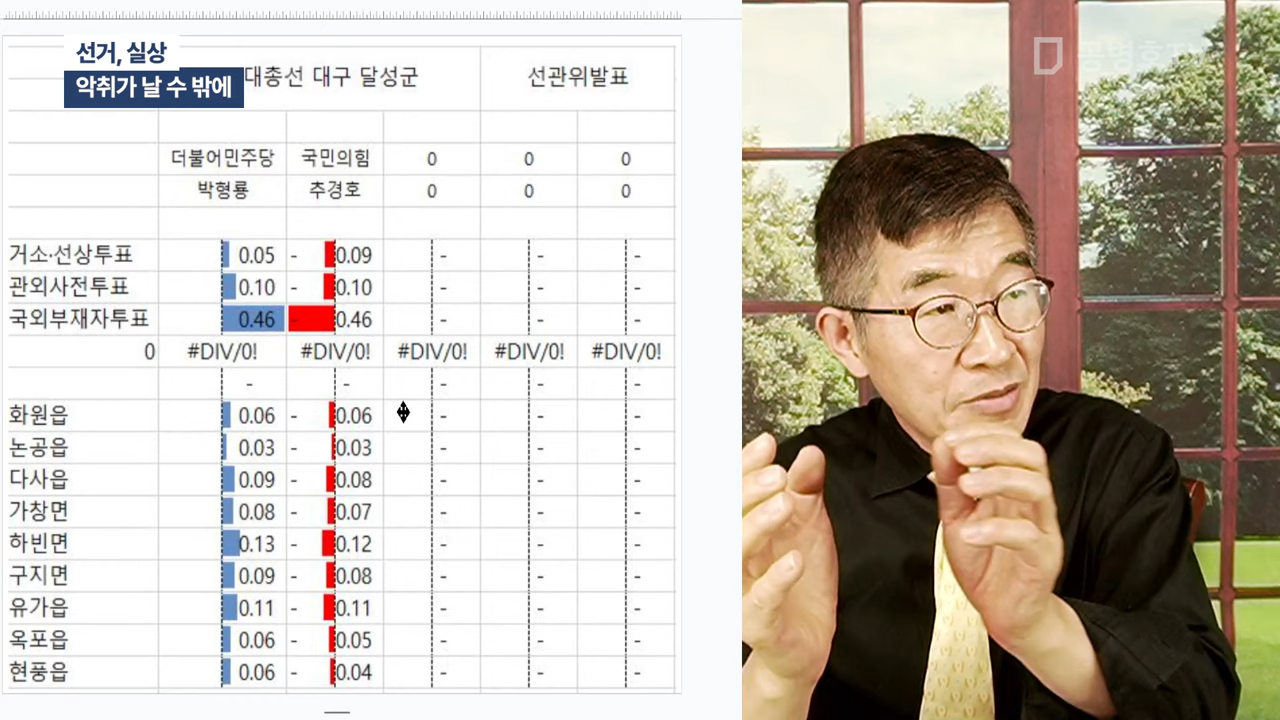 선거, 실상
악취가 날 수 밖에
대총선 대구 달성군 선관위발표
더불어민주당 국민의힘 0 0 0
박형룡 추경호 0 0 0
거소·선상투표 0.05 - 0.09 - - -
관외사전투표 0.10 - 0.10 - - -
국외부재자투표 0.46 - 0.46 - - -
0 #DIV/0! #DIV/0! #DIV/0! #DIV/0! #DIV/0!
- - - - -
화원읍 0.06 - 0.06 - - -
논공읍 0.03 - 0.03 - - -
다사읍 0.09 - 0.08 - - -
가창면 0.08 - 0.07 - - -
하빈면 0.13 - 0.12 - - -
구지면 0.09 - 0.08 - - -
유가읍 0.11 - 0.11 - - -
옥포읍 0.06 - 0.05 - - -
현풍읍 0.06 - 0.04 - - -